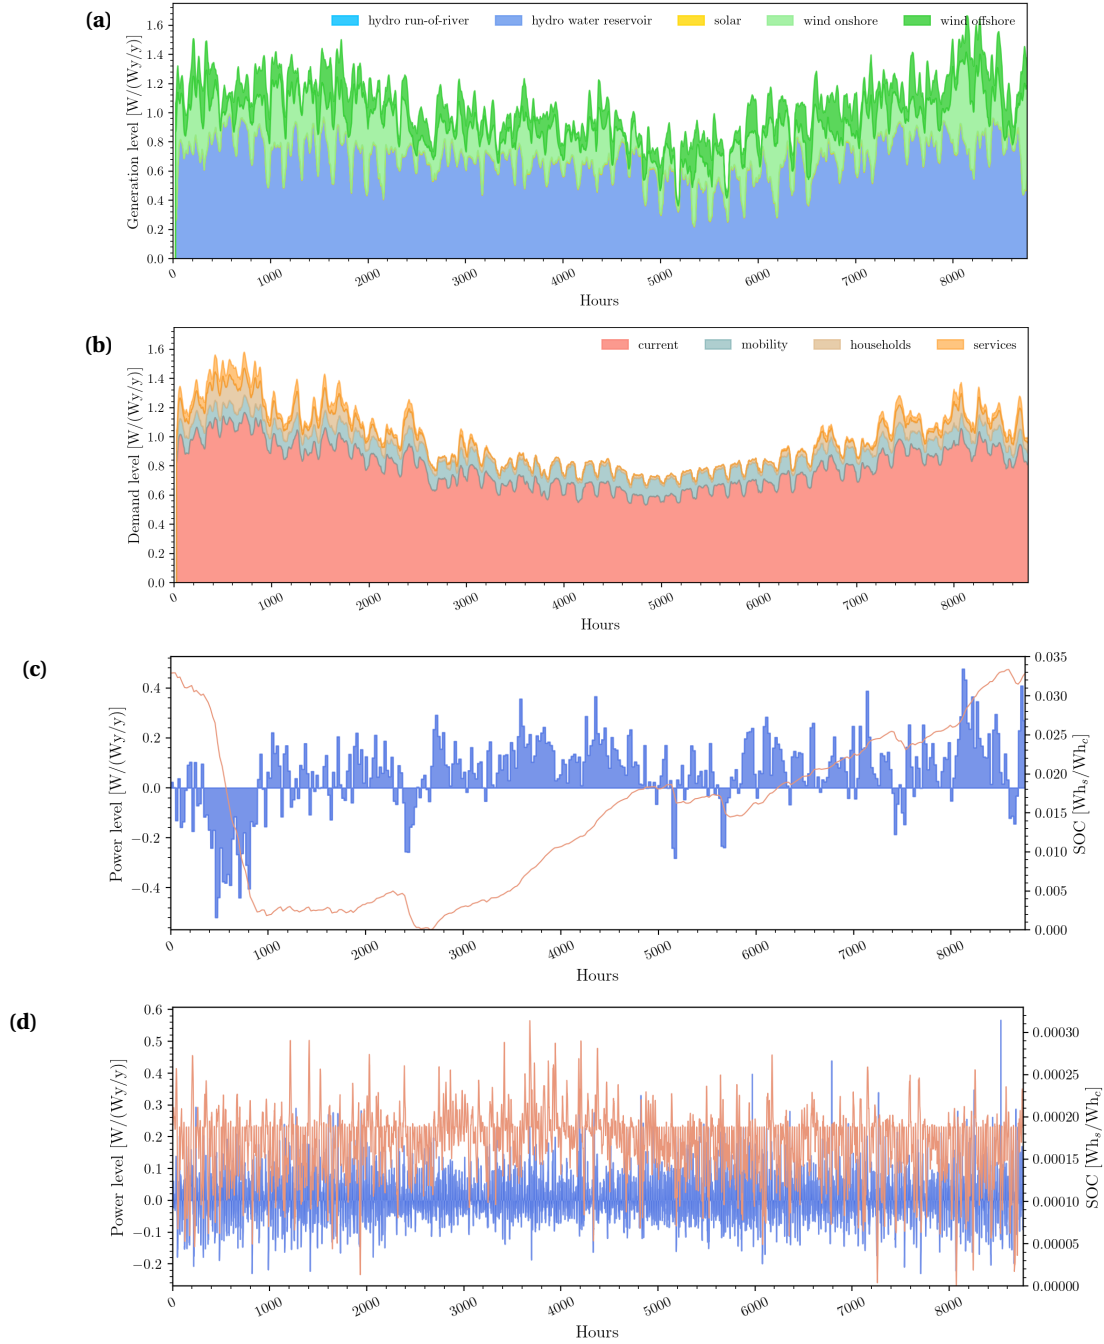 (a)
hydro run-of-river hydro water reservoir solar wind onshore wind offshore
Generation level [W/(Wy/y)]
1.6
1.4
1.2
1.0
0.8
0.6
0.4
0.2
0.0
0 1000 2000 3000 4000 5000 6000 7000 8000
Hours
(b)
current mobility households services
Demand level [W/(Wy/y)]
1.6
1.4
1.2
1.0
0.8
0.6
0.4
0.2
0.0
0 1000 2000 3000 4000 5000 6000 7000 8000
Hours
(c)
Power level [W/(Wy/y)]
0.4
0.2
0.0
−0.2
−0.4
0.035
0.030
0.025
0.020
0.015
0.010
0.005
0.000
SOC [Whₛ/Wh꜀]
0 1000 2000 3000 4000 5000 6000 7000 8000
Hours
(d)
Power level [W/(Wy/y)]
0.6
0.5
0.4
0.3
0.2
0.1
0.0
−0.1
−0.2
0.00030
0.00025
0.00020
0.00015
0.00010
0.00005
0.00000
SOC [Whₛ/Wh꜀]
0 1000 2000 3000 4000 5000 6000 7000 8000
Hours